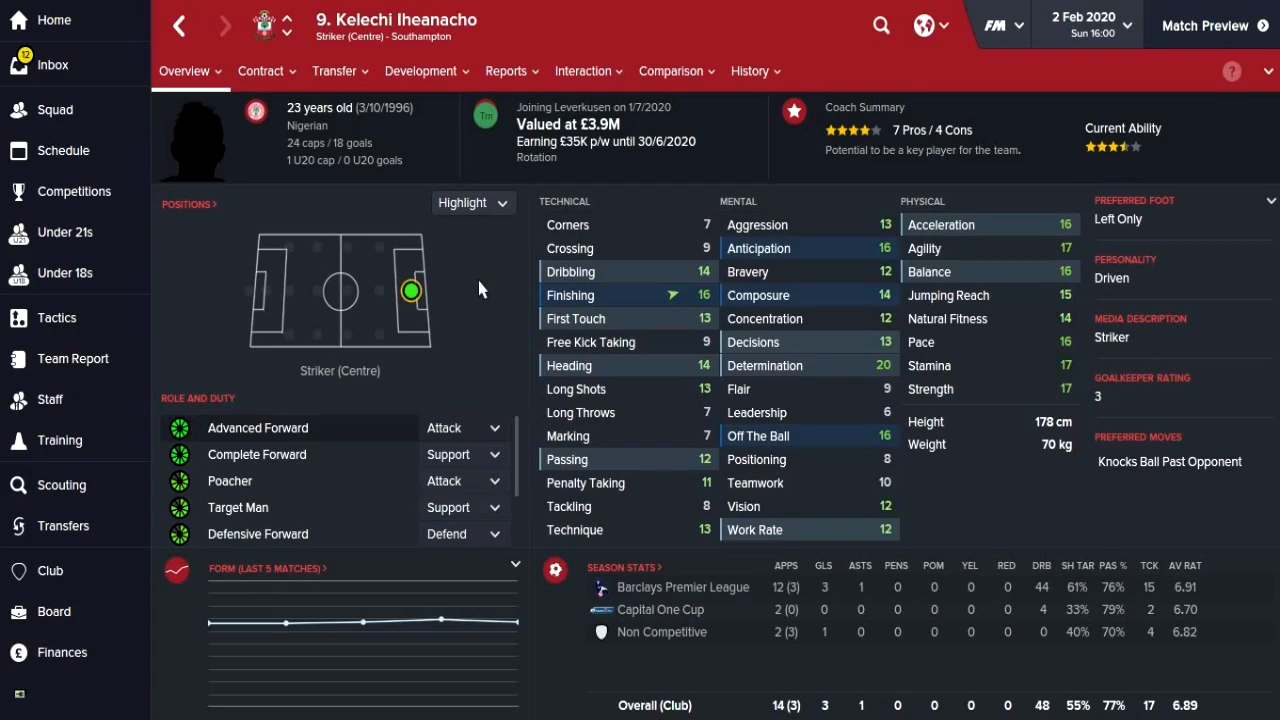 Home
12
Inbox
Squad
Schedule
Competitions
U21
Under 21s
U18
Under 18s
Tactics
Team Report
Staff
Training
Scouting
Transfers
Club
Board
£ Finances
9. Kelechi Iheanacho
Striker (Centre) - Southampton
FM
2 Feb 2020
Sun 16:00
Match Preview
Overview Contract Transfer Development Reports Interaction Comparison History
?
23 years old (3/10/1996)
Nigerian
24 caps / 18 goals
1 U20 cap / 0 U20 goals
Trn
Joining Leverkusen on 1/7/2020
Valued at £3.9M
Earning £35K p/w until 30/6/2020
Rotation
Coach Summary
7 Pros / 4 Cons
Potential to be a key player for the team.
Current Ability
POSITIONS >
Highlight
Striker (Centre)
ROLE AND DUTY
Advanced Forward Attack
Complete Forward Support
Poacher Attack
Target Man Support
Defensive Forward Defend
TECHNICAL
Corners 7
Crossing 9
Dribbling 14
Finishing 16
First Touch 13
Free Kick Taking 9
Heading 14
Long Shots 13
Long Throws 7
Marking 7
Passing 12
Penalty Taking 11
Tackling 8
Technique 13
MENTAL
Aggression 13
Anticipation 16
Bravery 12
Composure 14
Concentration 12
Decisions 13
Determination 20
Flair 9
Leadership 6
Off The Ball 16
Positioning 8
Teamwork 10
Vision 12
Work Rate 12
PHYSICAL
Acceleration 16
Agility 17
Balance 16
Jumping Reach 15
Natural Fitness 14
Pace 16
Stamina 17
Strength 17
Height 178 cm
Weight 70 kg
PREFERRED FOOT
Left Only
PERSONALITY
Driven
MEDIA DESCRIPTION
Striker
GOALKEEPER RATING
3
PREFERRED MOVES
Knocks Ball Past Opponent
FORM (LAST 5 MATCHES) >
SEASON STATS > APPS GLS ASTS PENS POM YEL RED DRB SH TAR PAS % TCK AV RAT
Barclays Premier League 12 (3) 3 1 0 0 0 0 44 61% 76% 15 6.91
Capital One Cup 2 (0) 0 0 0 0 0 0 4 33% 79% 2 6.70
Non Competitive 2 (3) 1 0 0 0 0 0 0 40% 70% 4 6.82
Overall (Club) 14 (3) 3 1 0 0 0 0 48 55% 77% 17 6.89